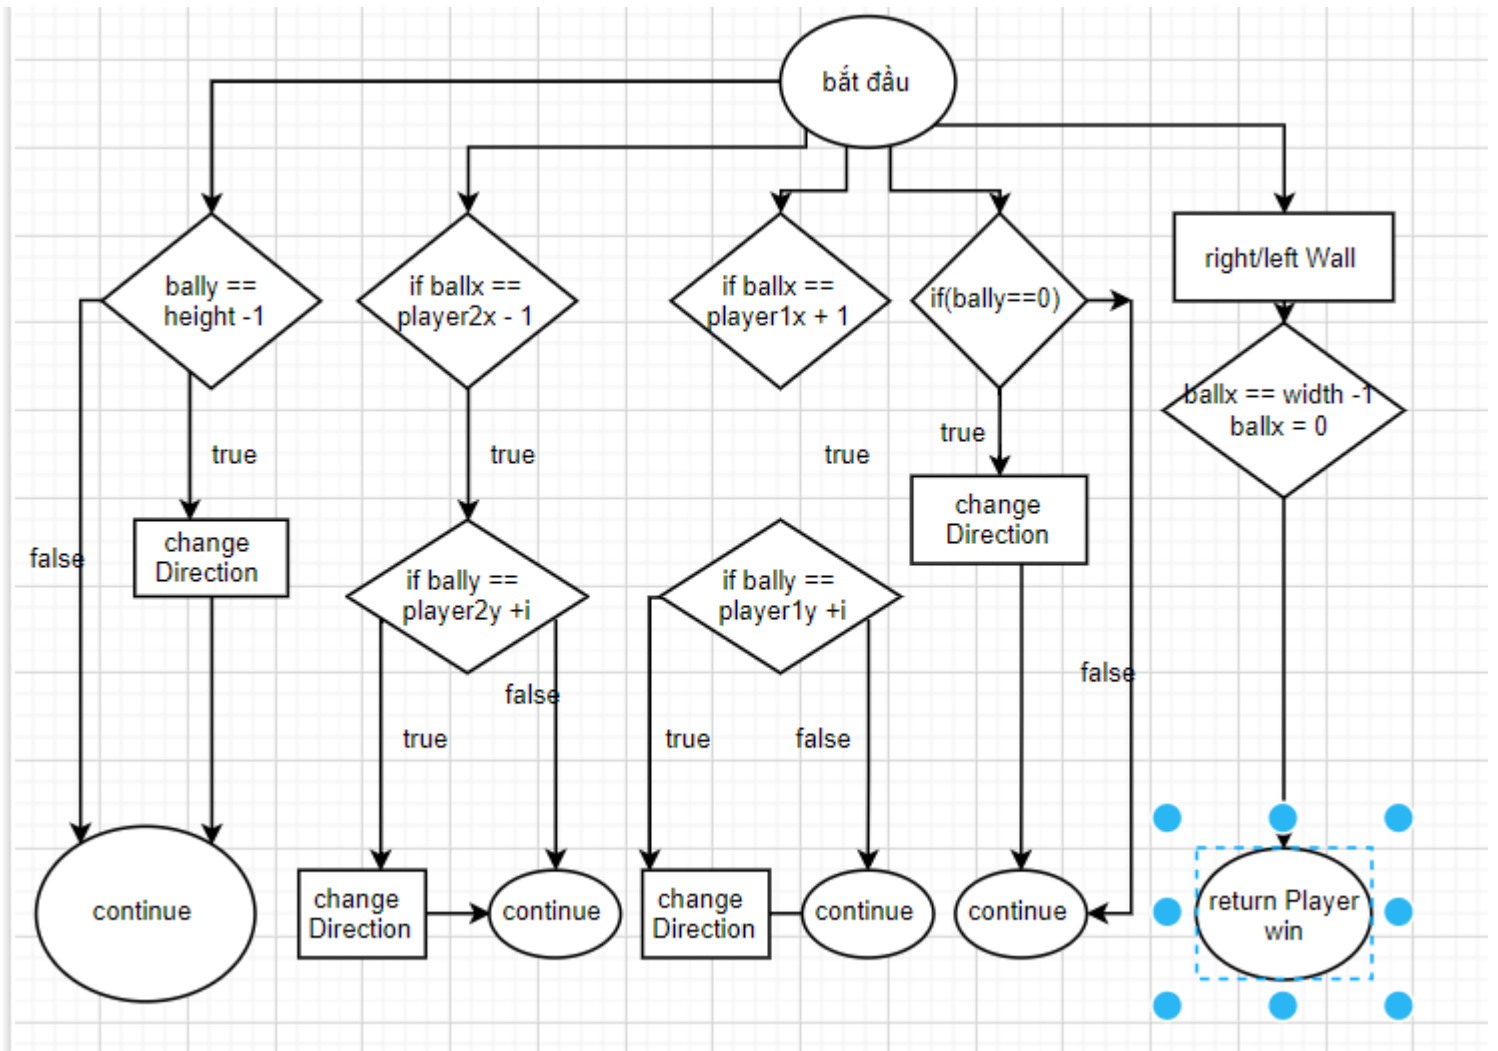 bắt đầu
bally ==
height -1
if ballx ==
player2x - 1
if ballx ==
player1x + 1
if(bally==0)
right/left Wall
ballx == width -1
ballx = 0
true
true
true
true
false
change
Direction
change
Direction
if bally ==
player2y +i
if bally ==
player1y +i
false
false
true
true
false
continue
change
Direction
continue
change
Direction
continue
continue
return Player
win